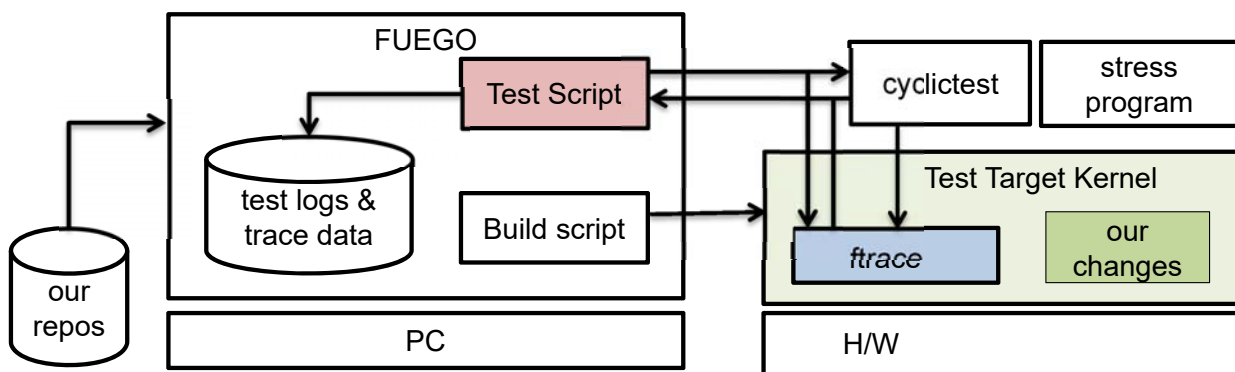 FUEGO
Test Script
test logs &
trace data
Build script
our
repos
PC
cyclictest
stress
program
Test Target Kernel
ftrace
our
changes
H/W